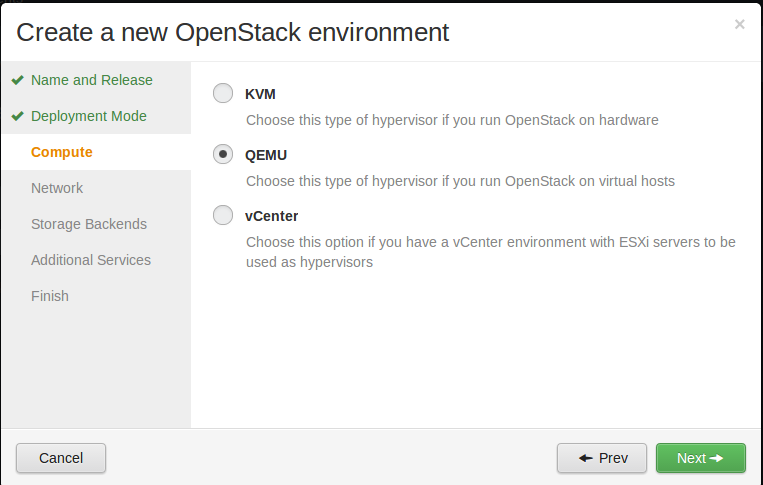 Create a new OpenStack environment
×
Name and Release
Deployment Mode
Compute
Network
Storage Backends
Additional Services
Finish
KVM
Choose this type of hypervisor if you run OpenStack on hardware
QEMU
Choose this type of hypervisor if you run OpenStack on virtual hosts
vCenter
Choose this option if you have a vCenter environment with ESXi servers to be
used as hypervisors
Cancel
Prev
Next